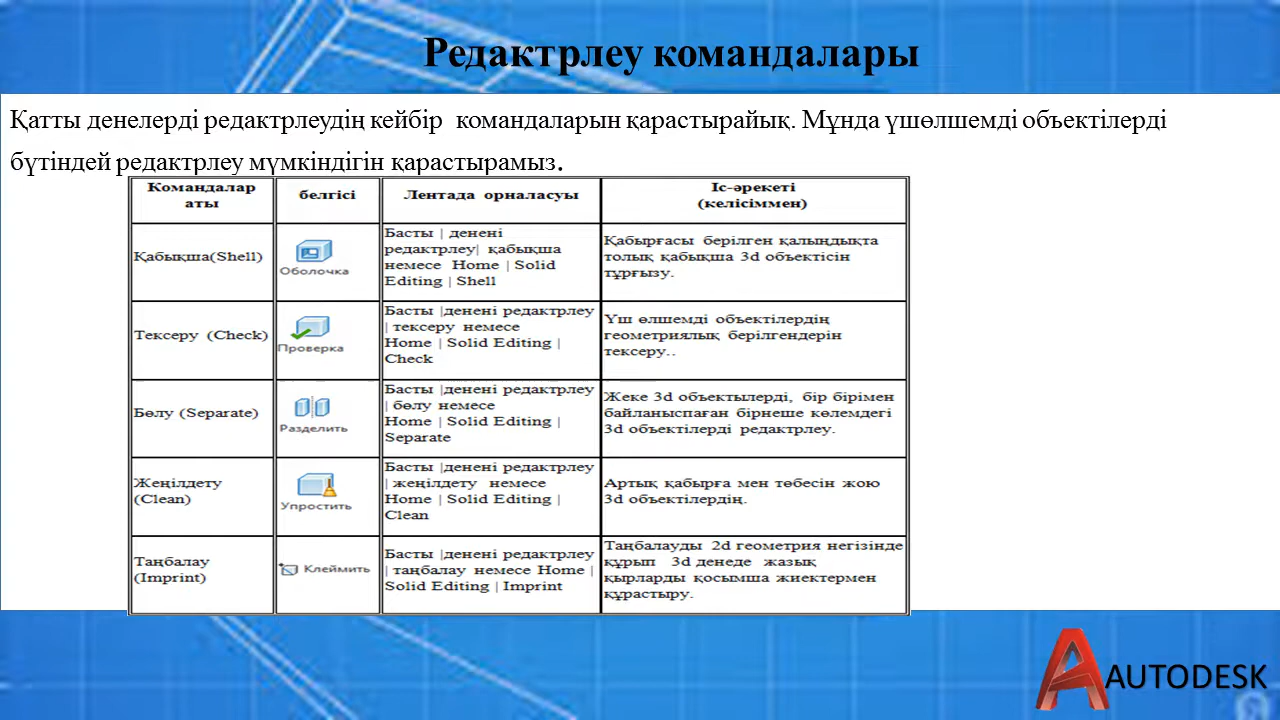 Редактрлеу командалары
Қатты денелерді редактрлеудің кейбір командаларын қарастырайық. Мұнда үшөлшемді объектілерді
бүтіндей редактрлеу мүмкіндігін қарастырамыз.
Командалар
аты
белгісі
Лентада орналасуы
Іс-әрекеті
(келісіммен)
Қабықша(Shell)
Оболочка
Басты | денені
редактрлеу| қабықша
немесе Home | Solid
Editing | Shell
Қабырғасы берілген қалыңдықта
толық қабықша 3d объектісін
тұрғызу.
Тексеру (Check)
Проверка
Басты |денені редактрлеу
| тексеру немесе
Home | Solid Editing |
Check
Үш өлшемді объектілердің
геометриялық берілгендерін
тексеру..
Бөлу (Separate)
Разделить
Басты |денені редактрлеу
| бөлу немесе
Home | Solid Editing |
Separate
Жеке 3d объектылерді, бір бірімен
байланыспаған бірнеше көлемдегі
3d объектілерді редактрлеу.
Жеңілдету
(Clean)
Упростить
Басты |денені редактрлеу
| жеңілдету немесе
Home | Solid Editing |
Clean
Артық қабырға мен төбесін жою
3d объектілердің.
Таңбалау
(Imprint)
Клеймить
Басты |денені редактрлеу
| таңбалау немесе Home |
Solid Editing | Imprint
Таңбалауды 2d геометрия негізінде
құрып 3d денеде жазық
қырларды қосымша жиектермен
құрастыру.
AUTODESK